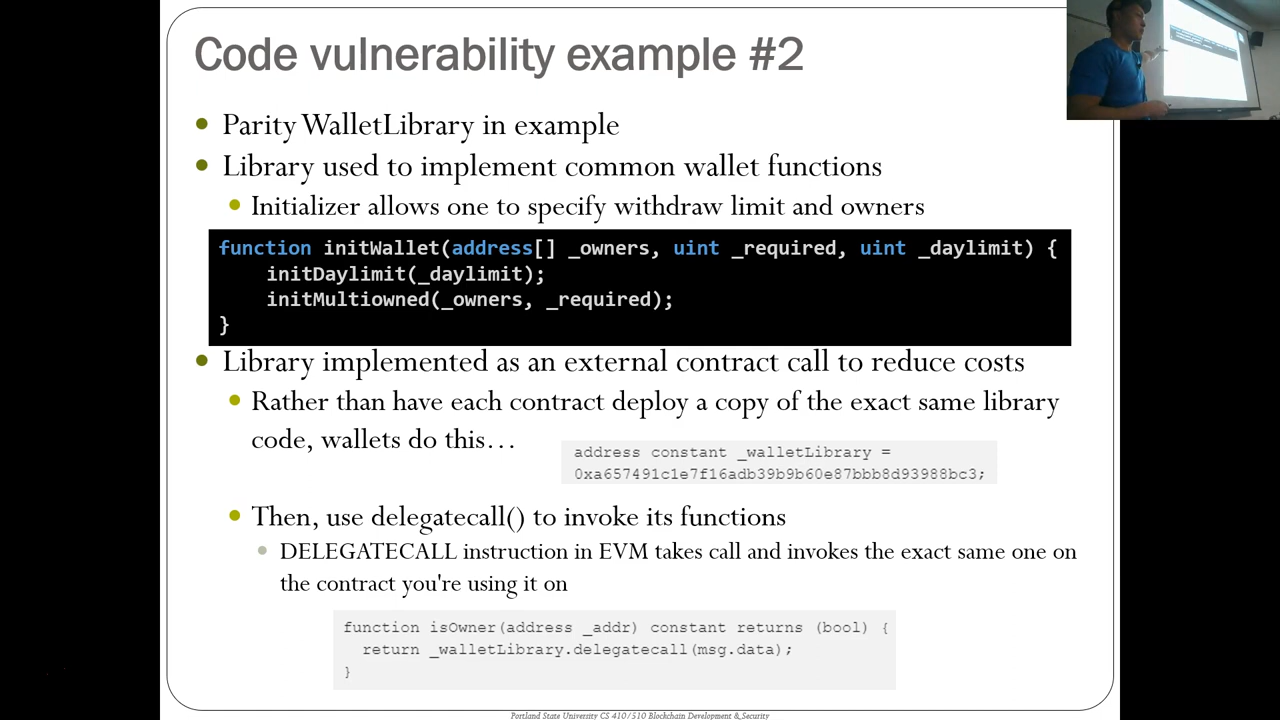 Code vulnerability example #2
Parity WalletLibrary in example
Library used to implement common wallet functions
Initializer allows one to specify withdraw limit and owners
function initWallet(address[] _owners, uint _required, uint _daylimit) {
initDaylimit(_daylimit);
initMultiowned(_owners, _required);
}
Library implemented as an external contract call to reduce costs
Rather than have each contract deploy a copy of the exact same library
code, wallets do this…
address constant _walletLibrary =
0xa657491c1e7f16adb39b9b60e87bbb8d93988bc3;
Then, use delegatecall() to invoke its functions
DELEGATECALL instruction in EVM takes call and invokes the exact same one on
the contract you're using it on
function isOwner(address _addr) constant returns (bool) {
return _walletLibrary.delegatecall(msg.data);
}
Portland State University CS 410/510 Blockchain Development & Security